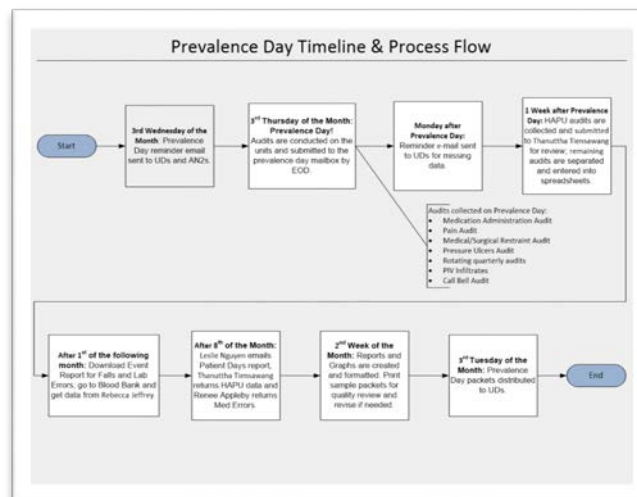 Prevalence Day Timeline & Process Flow
Start
3rd Wednesday of the
Month: Prevalence
Day reminder email
sent to UDs and AN2s.
3rd Thursday of the Month:
Prevalence Day!
Audits are conducted on the
units and submitted to the
prevalence day mailbox by
EOD.
Monday after
Prevalence Day:
Reminder e-mail sent
to UDs for missing
data.
1 Week after Prevalence
Day: HAPU audits are
collected and submitted
to Thanuttha Timsawang
for review; remaining
audits are separated
and entered into
spreadsheets.
Audits collected on Prevalence Day:
• Medication Administration Audit
• Pain Audit
• Medical/Surgical Restraint Audit
• Pressure Ulcers Audit
• Rotating quarterly audits
• PIV Infiltrates
• Call Bell Audit
After 1st of the following
month: Download Event
Report for Falls and Lab
Errors, go to Blood Bank and
get data from Rebecca Jeffrey
After 8th of the Month:
Leslie Nguyen emails
Patient Days report,
Thanuttha Timsawang
returns HAPU data and
Renee Appleby returns
Med Errors.
2nd Week of the
Month: Reports and
Graphs are created
and formatted. Print
sample packets for
quality review and
revise if needed.
3rd Tuesday of the
Month: Prevalence
Day packets distributed
to UDs.
End